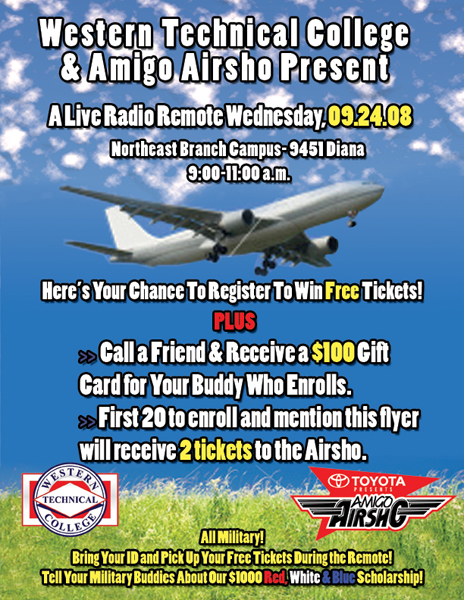 Western Technical College
& Amigo Airsho Present
A Live Radio Remote Wednesday, 09.24.08
Northeast Branch Campus- 9451 Diana
9:00-11:00 a.m.
Here's Your Chance To Register To Win Free Tickets!
PLUS
>> Call a Friend & Receive a $100 Gift
Card for Your Buddy Who Enrolls.
>> First 20 to enroll and mention this flyer
will receive 2 tickets to the Airsho.
WESTERN
TECHNICAL
COLLEGE
TOYOTA
PRESENTS
AMIGO
AIRSHO
All Military!
Bring Your ID and Pick Up Your Free Tickets During the Remote!
Tell Your Military Buddies About Our $1000 Red, White & Blue Scholarship!